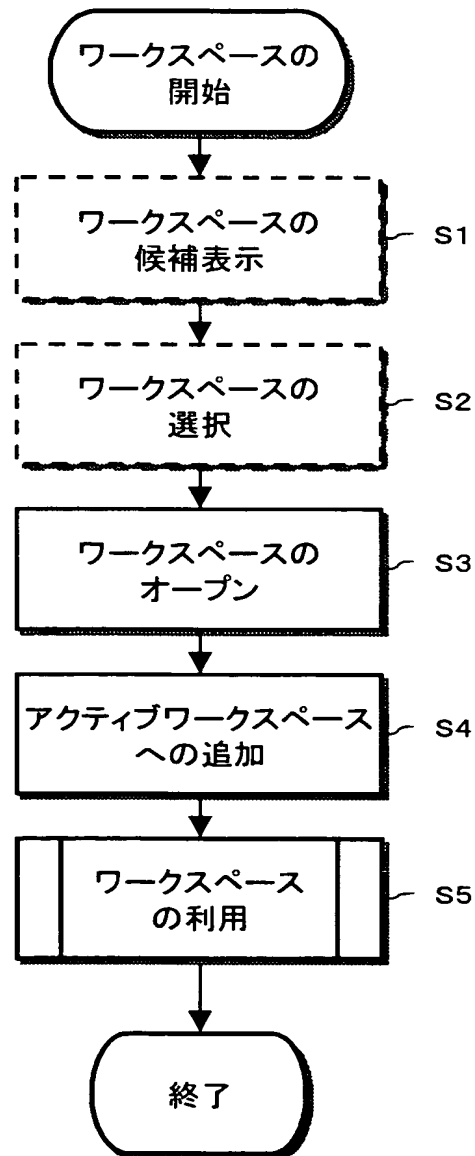 ワークスペースの
開始
ワークスペースの
候補表示
S1
ワークスペースの
選択
S2
ワークスペースの
オープン
S3
アクティブワークスペース
への追加
S4
ワークスペース
の利用
S5
終了